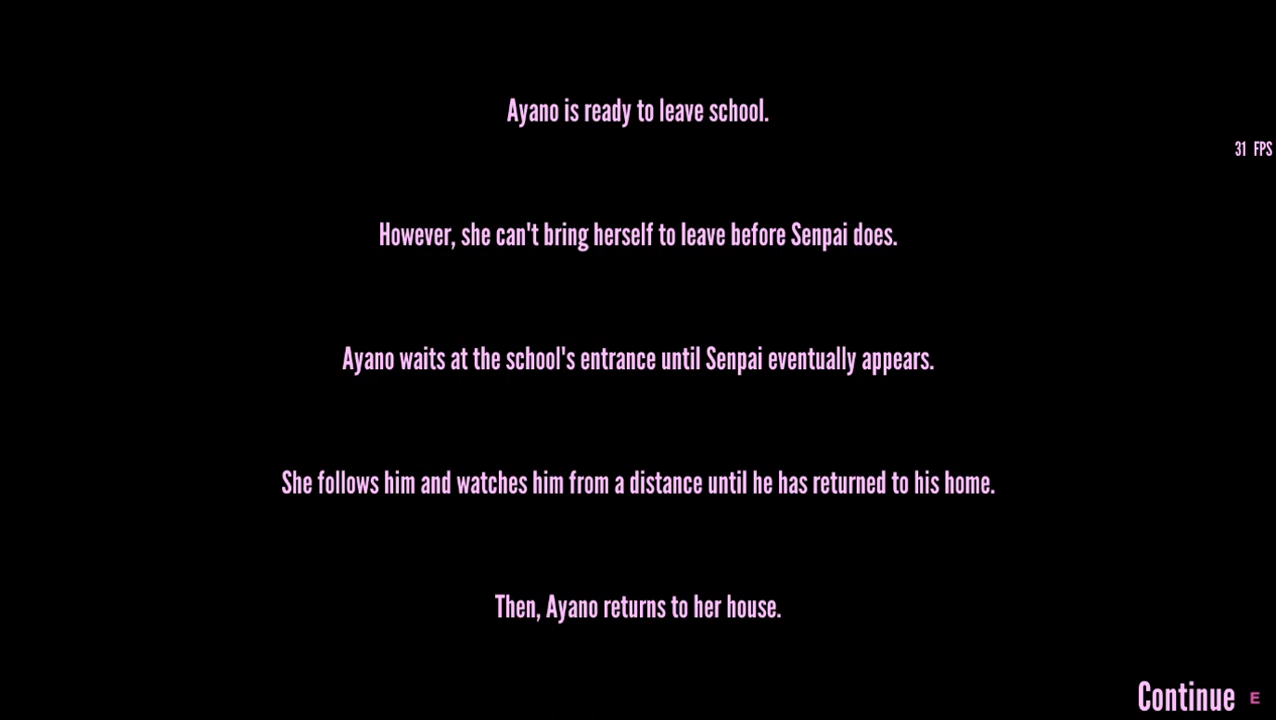 Ayano is ready to leave school.
31 FPS
However, she can't bring herself to leave before Senpai does.
Ayano waits at the school's entrance until Senpai eventually appears.
She follows him and watches him from a distance until he has returned to his home.
Then, Ayano returns to her house.
Continue E